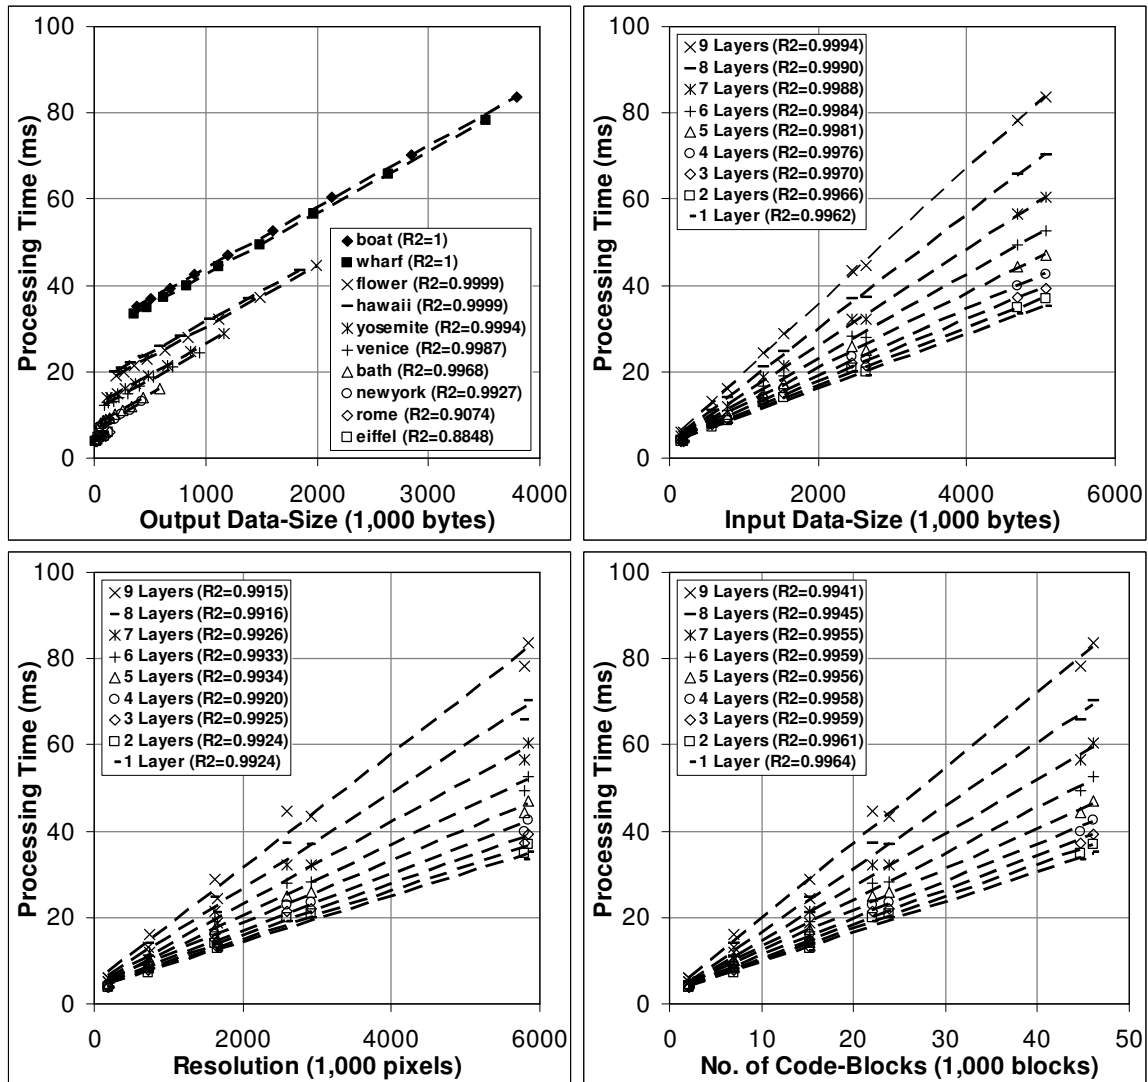 100
80
60
40
20
0
Processing Time (ms)
boat (R2=1)
wharf (R2=1)
flower (R2=0.9999)
hawaii (R2=0.9999)
yosemite (R2=0.9994)
venice (R2=0.9987)
bath (R2=0.9968)
newyork (R2=0.9927)
rome (R2=0.9074)
eiffel (R2=0.8848)
0 1000 2000 3000 4000
Output Data-Size (1,000 bytes)
100
80
60
40
20
0
Processing Time (ms)
9 Layers (R2=0.9994)
8 Layers (R2=0.9990)
7 Layers (R2=0.9988)
6 Layers (R2=0.9984)
5 Layers (R2=0.9981)
4 Layers (R2=0.9976)
3 Layers (R2=0.9970)
2 Layers (R2=0.9966)
1 Layer (R2=0.9962)
0 2000 4000 6000
Input Data-Size (1,000 bytes)
100
80
60
40
20
0
Processing Time (ms)
9 Layers (R2=0.9915)
8 Layers (R2=0.9916)
7 Layers (R2=0.9926)
6 Layers (R2=0.9933)
5 Layers (R2=0.9934)
4 Layers (R2=0.9920)
3 Layers (R2=0.9925)
2 Layers (R2=0.9924)
1 Layer (R2=0.9924)
0 2000 4000 6000
Resolution (1,000 pixels)
100
80
60
40
20
0
Processing Time (ms)
9 Layers (R2=0.9941)
8 Layers (R2=0.9945)
7 Layers (R2=0.9955)
6 Layers (R2=0.9959)
5 Layers (R2=0.9956)
4 Layers (R2=0.9958)
3 Layers (R2=0.9959)
2 Layers (R2=0.9961)
1 Layer (R2=0.9964)
0 10 20 30 40 50
No. of Code-Blocks (1,000 blocks)